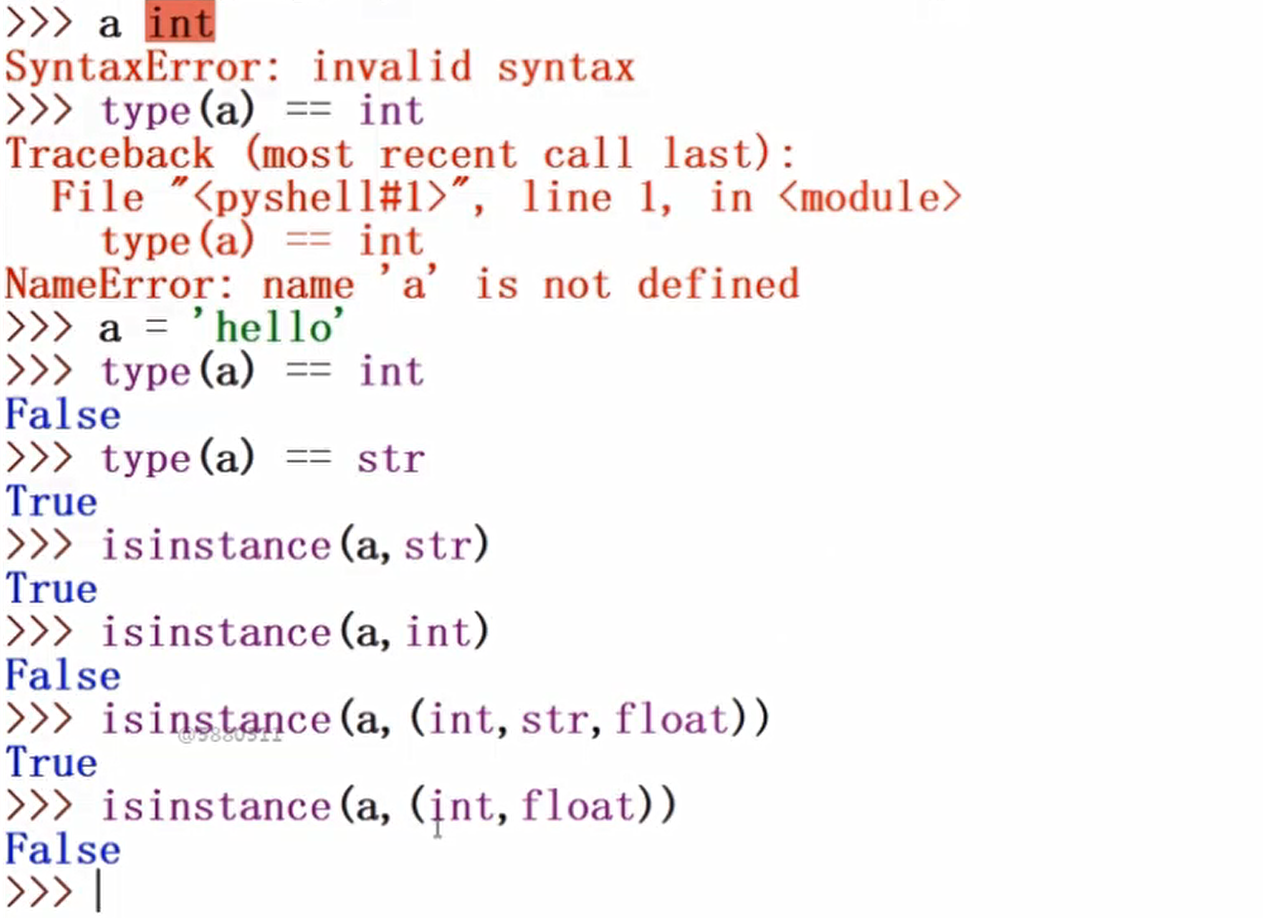 >>> a int
SyntaxError: invalid syntax
>>> type(a) == int
Traceback (most recent call last):
  File "<pyshell#1>", line 1, in <module>
    type(a) == int
NameError: name 'a' is not defined
>>> a = 'hello'
>>> type(a) == int
False
>>> type(a) == str
True
>>> isinstance(a,str)
True
>>> isinstance(a,int)
False
>>> isinstance(a,(int,str,float))
True
>>> isinstance(a,(int,float))
False
>>>